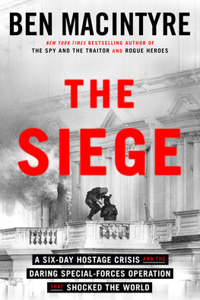 BEN MACINTYRE
NEW YORK TIMES BESTSELLING AUTHOR OF
THE SPY AND THE TRAITOR AND ROGUE HEROES
THE
SIEGE
A SIX-DAY HOSTAGE CRISIS AND THE
DARING SPECIAL-FORCES OPERATION
THAT SHOCKED THE WORLD